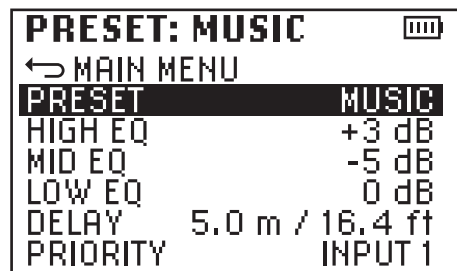 PRESET: MUSIC
MAIN MENU
PRESET MUSIC
HIGH EQ +3 dB
MID EQ -5 dB
LOW EQ 0 dB
DELAY 5.0 m / 16.4 ft
PRIORITY INPUT 1